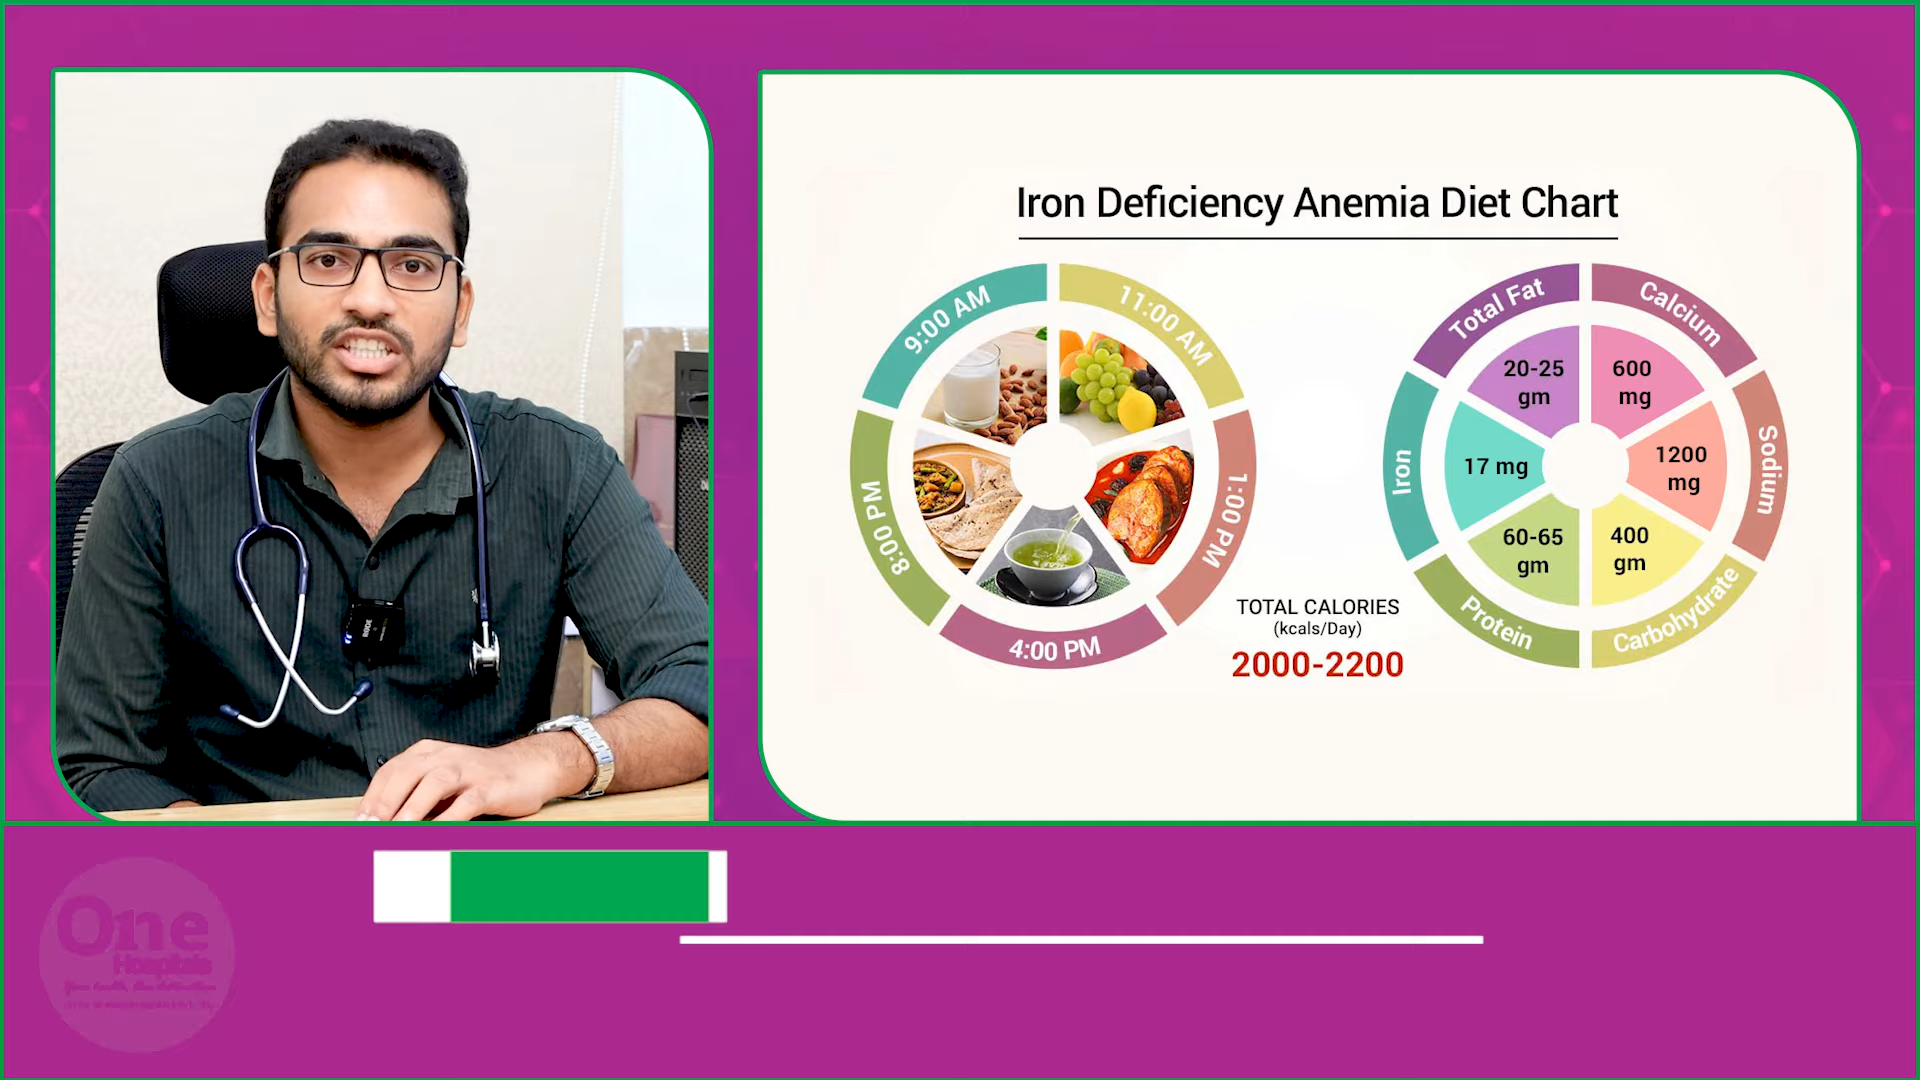 Iron Deficiency Anemia Diet Chart
9:00 AM
11:00 AM
1:00 PM
4:00 PM
8:00 PM
TOTAL CALORIES
(kcals/Day)
2000-2200
Total Fat
Calcium
Sodium
Carbohydrate
Protein
Iron
20-25
gm
600
mg
1200
mg
400
gm
60-65
gm
17 mg
RØDE
One
Hospitals